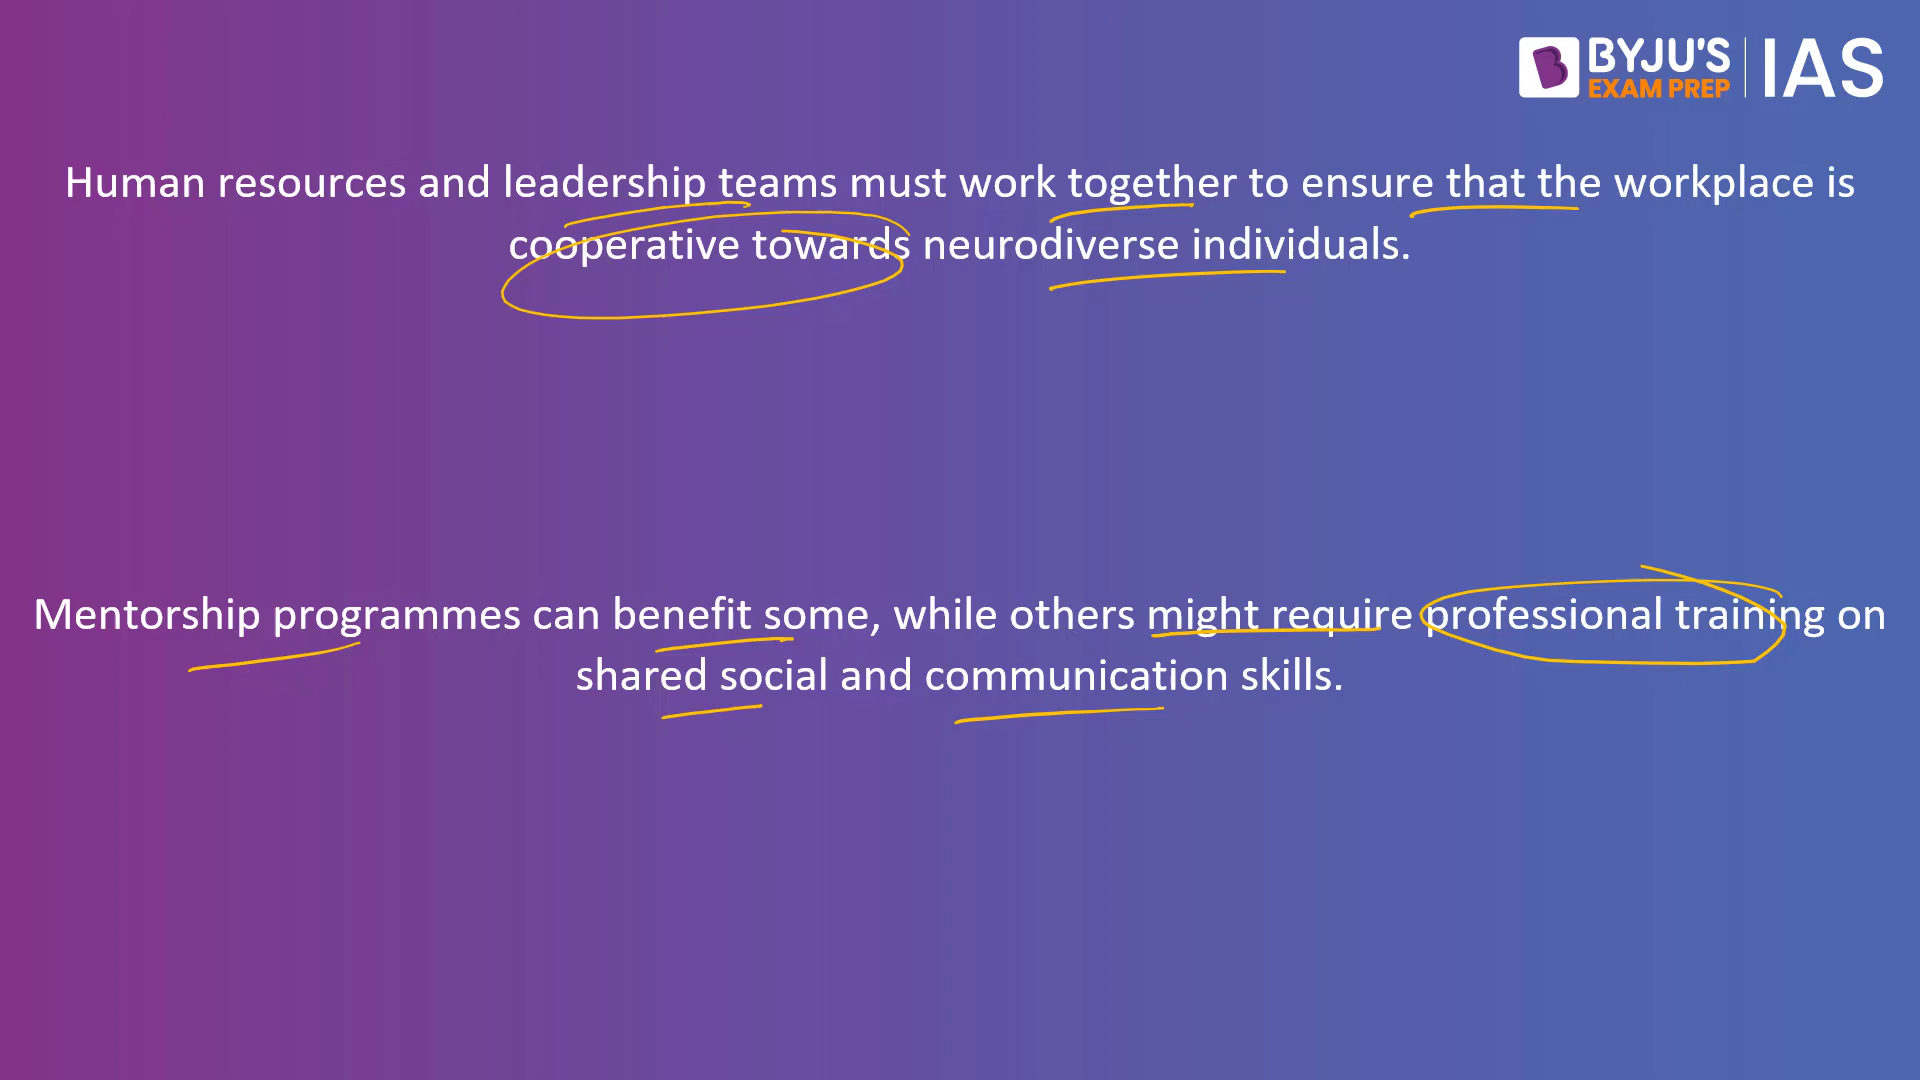 BYJU'S
EXAM PREP
IAS
Human resources and leadership teams must work together to ensure that the workplace is
cooperative towards neurodiverse individuals.
Mentorship programmes can benefit some, while others might require professional training on
shared social and communication skills.